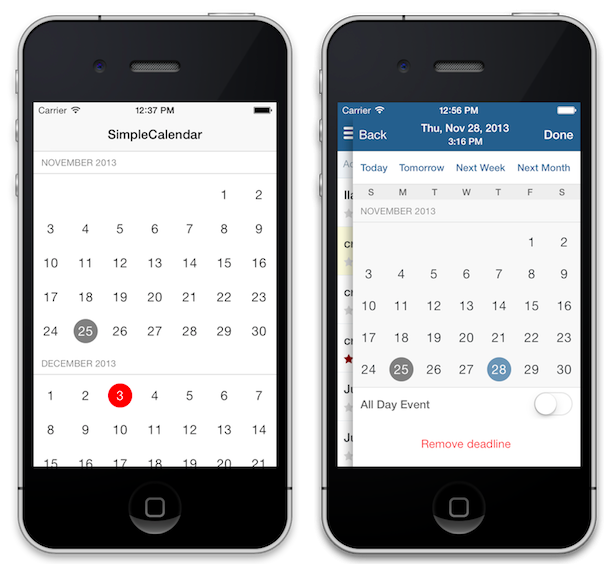 Carrier 12:37 PM
SimpleCalendar
NOVEMBER 2013
1 2
3 4 5 6 7 8 9
10 11 12 13 14 15 16
17 18 19 20 21 22 23
24 25 26 27 28 29 30
DECEMBER 2013
1 2 3 4 5 6 7
8 9 10 11 12 13 14
15 16 17 18 19 20 21
Carrier 12:56 PM
Back Thu, Nov 28, 2013 Done
3:16 PM
Today Tomorrow Next Week Next Month
S M T W T F S
NOVEMBER 2013
1 2
3 4 5 6 7 8 9
10 11 12 13 14 15 16
17 18 19 20 21 22 23
24 25 26 27 28 29 30
All Day Event
Remove deadline